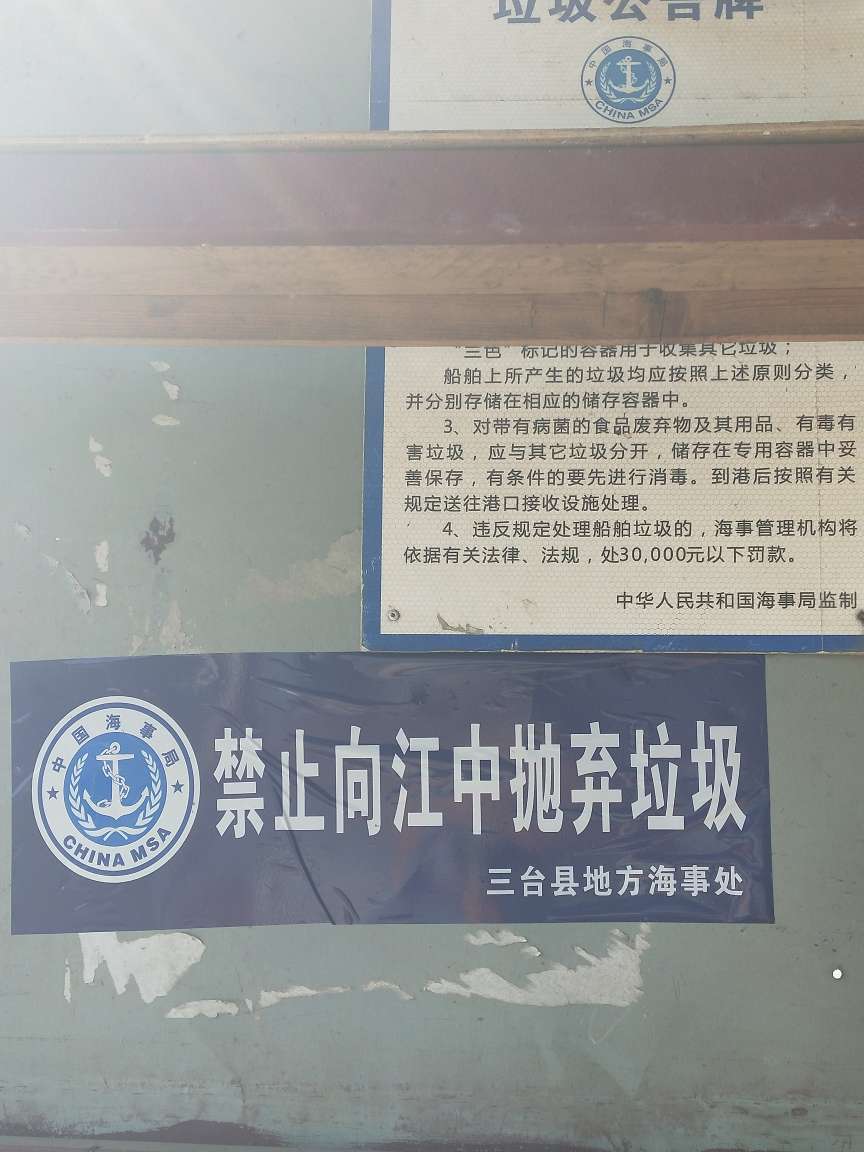 垃圾公告牌
中国海事局
CHINA MSA
“三色”标记的容器用于收集其它垃圾；
船舶上所产生的垃圾均应按照上述原则分类，
并分别存储在相应的储存容器中。
3、对带有病菌的食品废弃物及其用品、有毒有
害垃圾，应与其它垃圾分开，储存在专用容器中妥
善保存，有条件的要先进行消毒。到港后按照有关
规定送往港口接收设施处理。
4、违反规定处理船舶垃圾的，海事管理机构将
依据有关法律、法规，处30,000元以下罚款。
中华人民共和国海事局监制
中国海事局
CHINA MSA
禁止向江中抛弃垃圾
三台县地方海事处